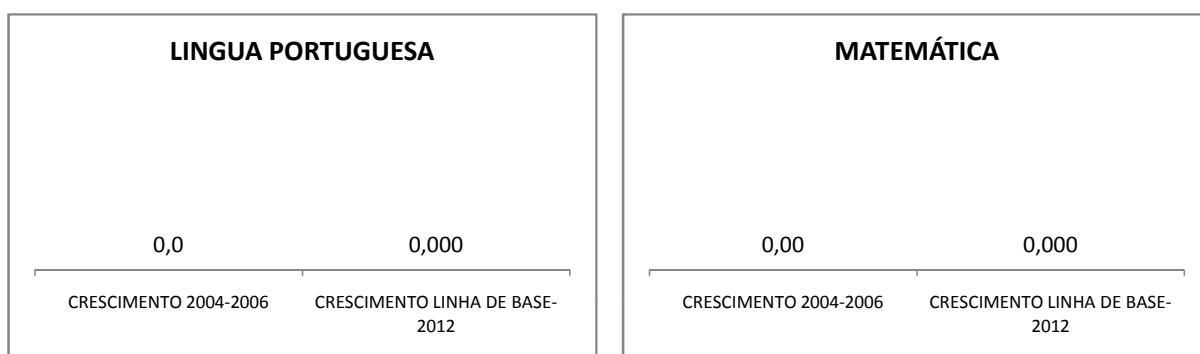 LINGUA PORTUGUESA
0,0 0,000
CRESCIMENTO 2004-2006 CRESCIMENTO LINHA DE BASE-
2012
MATEMÁTICA
0,00 0,000
CRESCIMENTO 2004-2006 CRESCIMENTO LINHA DE BASE-
2012